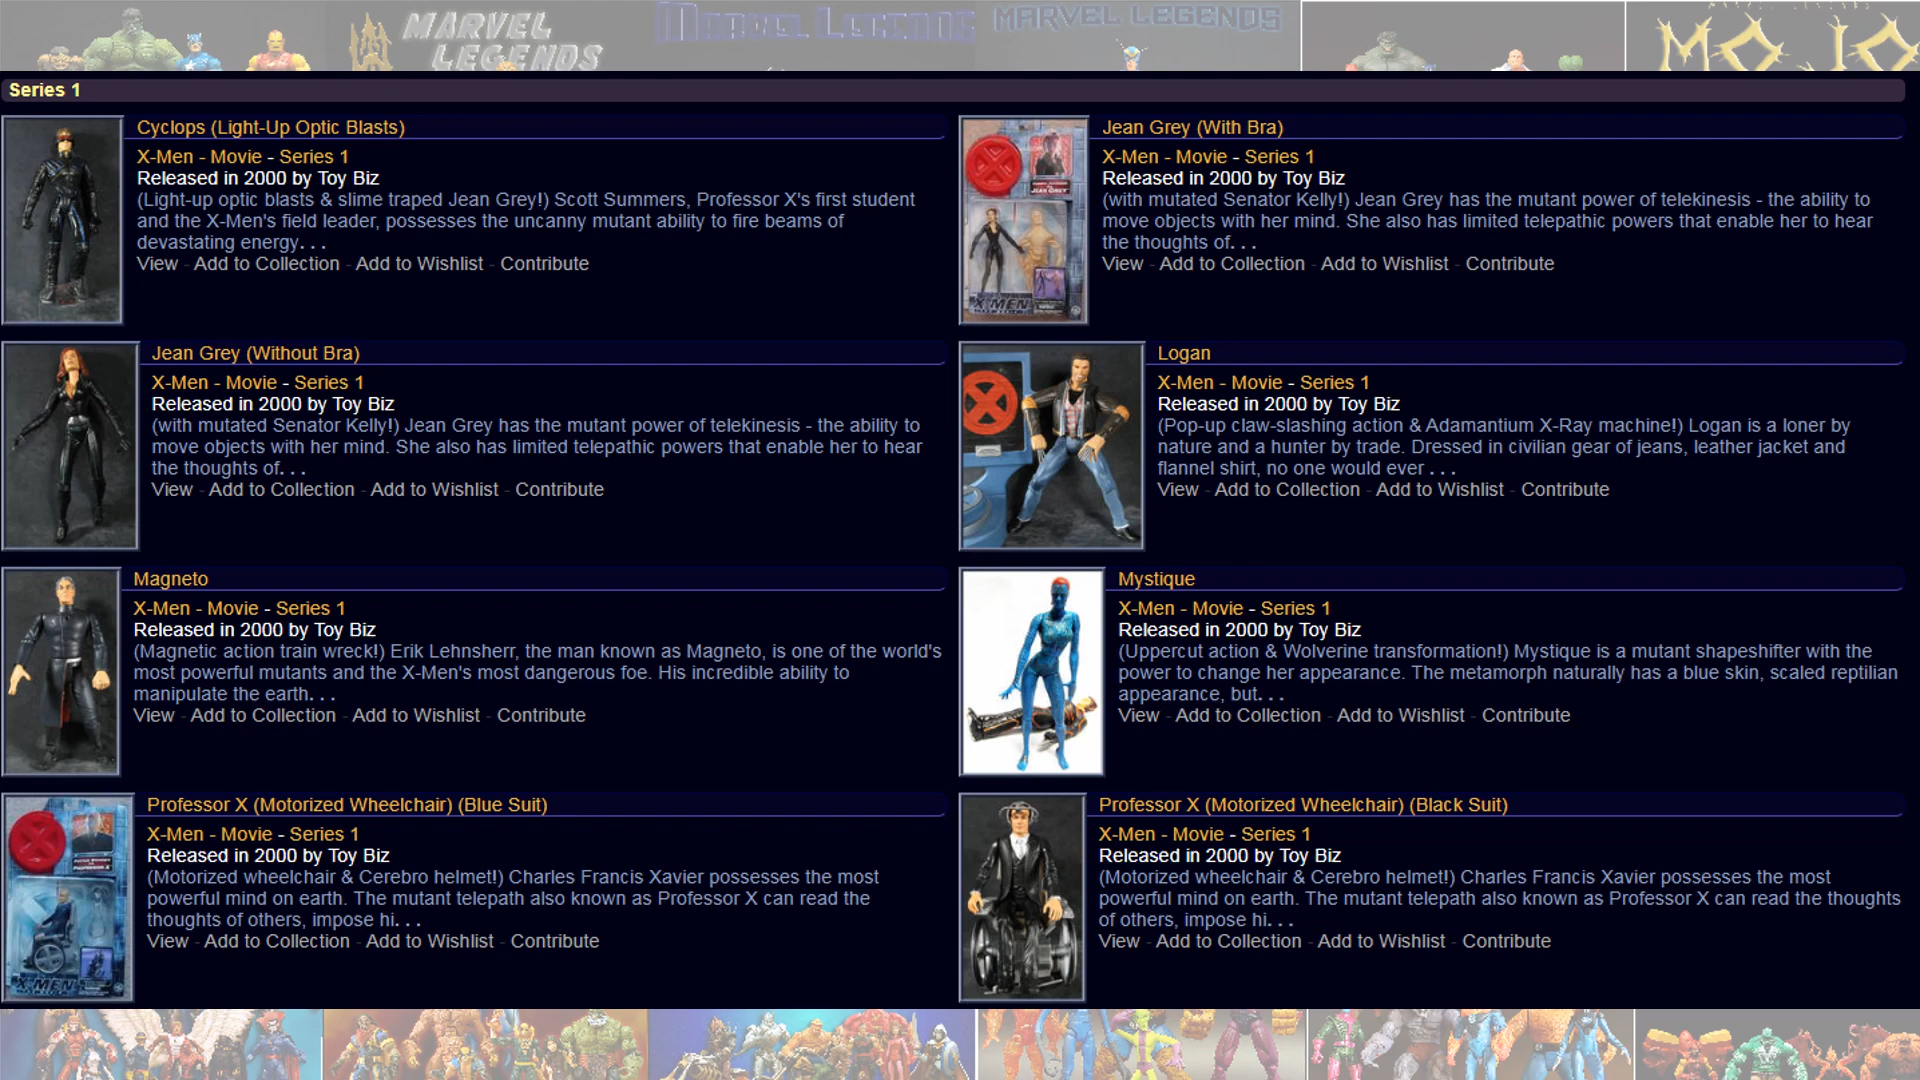 MARVEL
LEGENDS
MARVEL LEGENDS
MARVEL LEGENDS
MOJO
Series 1
Cyclops (Light-Up Optic Blasts)
X-Men - Movie - Series 1
Released in 2000 by Toy Biz
(Light-up optic blasts & slime traped Jean Grey!) Scott Summers, Professor X's first student
and the X-Men's field leader, possesses the uncanny mutant ability to fire beams of
devastating energy. . .
View - Add to Collection - Add to Wishlist - Contribute
JEAN GREY
X-MEN
Jean Grey (With Bra)
X-Men - Movie - Series 1
Released in 2000 by Toy Biz
(with mutated Senator Kelly!) Jean Grey has the mutant power of telekinesis - the ability to
move objects with her mind. She also has limited telepathic powers that enable her to hear
the thoughts of. . .
View - Add to Collection - Add to Wishlist - Contribute
Jean Grey (Without Bra)
X-Men - Movie - Series 1
Released in 2000 by Toy Biz
(with mutated Senator Kelly!) Jean Grey has the mutant power of telekinesis - the ability to
move objects with her mind. She also has limited telepathic powers that enable her to hear
the thoughts of. . .
View - Add to Collection - Add to Wishlist - Contribute
Logan
X-Men - Movie - Series 1
Released in 2000 by Toy Biz
(Pop-up claw-slashing action & Adamantium X-Ray machine!) Logan is a loner by
nature and a hunter by trade. Dressed in civilian gear of jeans, leather jacket and
flannel shirt, no one would ever . . .
View - Add to Collection - Add to Wishlist - Contribute
Magneto
X-Men - Movie - Series 1
Released in 2000 by Toy Biz
(Magnetic action train wreck!) Erik Lehnsherr, the man known as Magneto, is one of the world's
most powerful mutants and the X-Men's most dangerous foe. His incredible ability to
manipulate the earth. . .
View - Add to Collection - Add to Wishlist - Contribute
Mystique
X-Men - Movie - Series 1
Released in 2000 by Toy Biz
(Uppercut action & Wolverine transformation!) Mystique is a mutant shapeshifter with the
power to change her appearance. The metamorph naturally has a blue skin, scaled reptilian
appearance, but. . .
View - Add to Collection - Add to Wishlist - Contribute
PROFESSOR X
X-MEN
Professor X (Motorized Wheelchair) (Blue Suit)
X-Men - Movie - Series 1
Released in 2000 by Toy Biz
(Motorized wheelchair & Cerebro helmet!) Charles Francis Xavier possesses the most
powerful mind on earth. The mutant telepath also known as Professor X can read the
thoughts of others, impose hi. . .
View - Add to Collection - Add to Wishlist - Contribute
Professor X (Motorized Wheelchair) (Black Suit)
X-Men - Movie - Series 1
Released in 2000 by Toy Biz
(Motorized wheelchair & Cerebro helmet!) Charles Francis Xavier possesses the most
powerful mind on earth. The mutant telepath also known as Professor X can read the thoughts
of others, impose hi. . .
View - Add to Collection - Add to Wishlist - Contribute